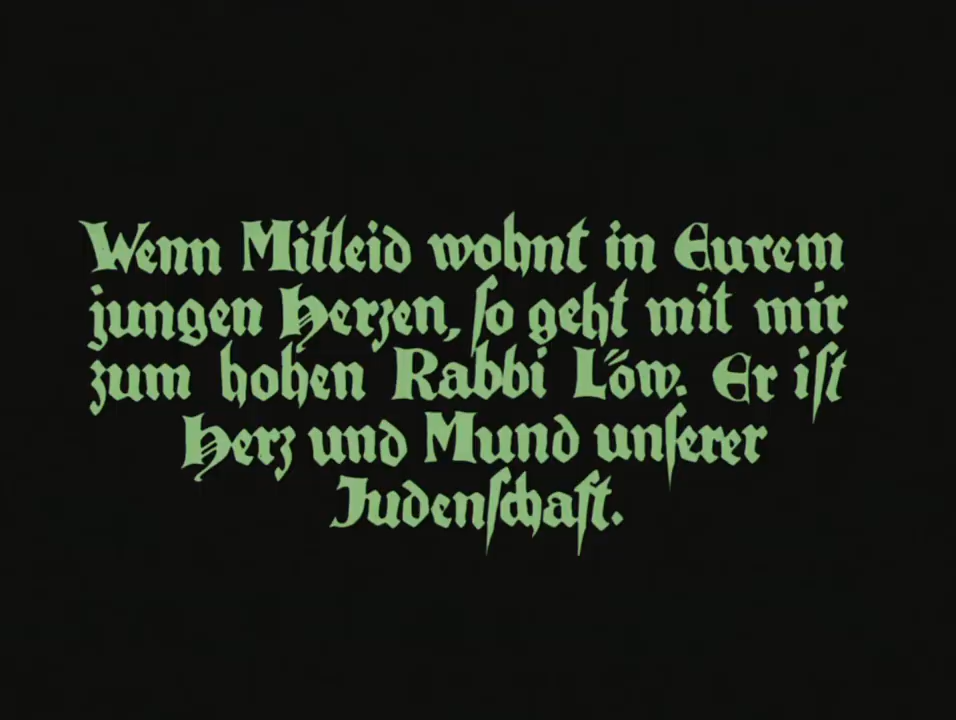 Wenn Mitleid wohnt in Eurem
jungen Herzen, ſo geht mit mir
zum hohen Rabbi Löw. Er iſt
Herz und Mund unſerer
Judenſchaft.